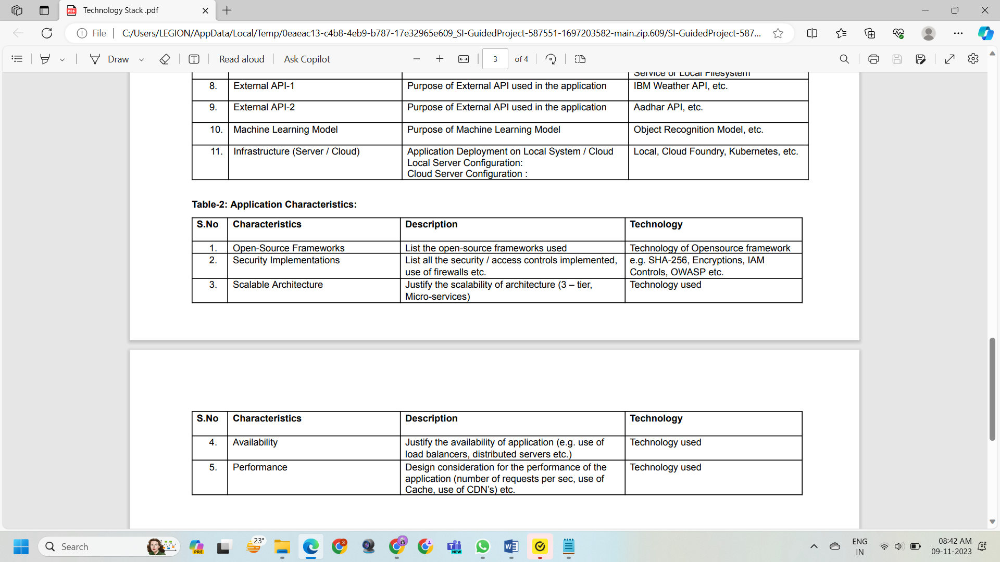 Technology Stack .pdf
File
C:/Users/LEGION/AppData/Local/Temp/0eaeac13-c4b8-4eb9-b787-17e32965e609_SI-GuidedProject-587551-1697203582-main.zip.609/SI-GuidedProject-587...
Draw
Read aloud
Ask Copilot
3 of 4
Service or Local Filesystem
8. External API-1 Purpose of External API used in the application IBM Weather API, etc.
9. External API-2 Purpose of External API used in the application Aadhar API, etc.
10. Machine Learning Model Purpose of Machine Learning Model Object Recognition Model, etc.
11. Infrastructure (Server / Cloud) Application Deployment on Local System / Cloud Local, Cloud Foundry, Kubernetes, etc.
Local Server Configuration:
Cloud Server Configuration :
Table-2: Application Characteristics:
S.No Characteristics Description Technology
1. Open-Source Frameworks List the open-source frameworks used Technology of Opensource framework
2. Security Implementations List all the security / access controls implemented, e.g. SHA-256, Encryptions, IAM
use of firewalls etc. Controls, OWASP etc.
3. Scalable Architecture Justify the scalability of architecture (3 – tier, Technology used
Micro-services)
S.No Characteristics Description Technology
4. Availability Justify the availability of application (e.g. use of Technology used
load balancers, distributed servers etc.)
5. Performance Design consideration for the performance of the Technology used
application (number of requests per sec, use of
Cache, use of CDN's) etc.
Search
PRE
23°
NEW
ENG
IN
08:42 AM
09-11-2023